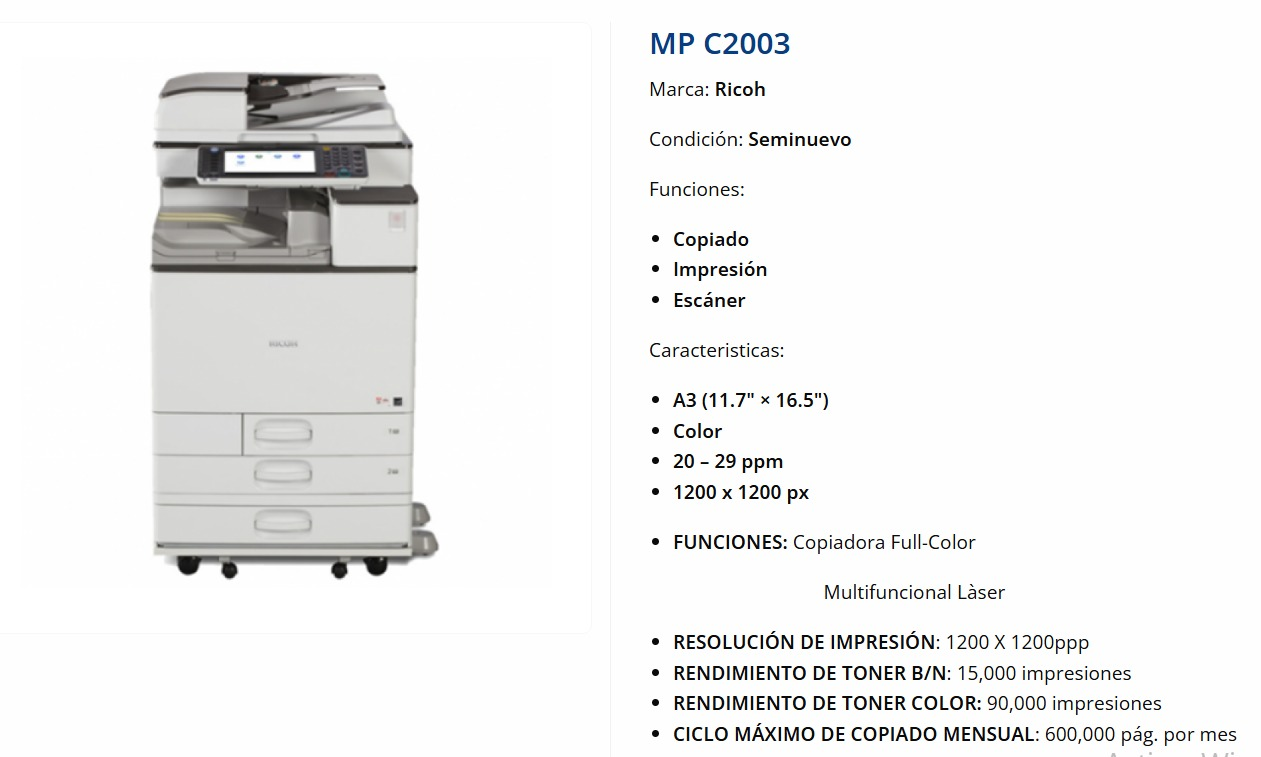 MP C2003
Marca: Ricoh
Condición: Seminuevo
Funciones:
Copiado
Impresión
Escáner
Caracteristicas:
A3 (11.7" × 16.5")
Color
20 – 29 ppm
1200 x 1200 px
FUNCIONES: Copiadora Full-Color
Multifuncional Làser
RESOLUCIÓN DE IMPRESIÓN: 1200 X 1200ppp
RENDIMIENTO DE TONER B/N: 15,000 impresiones
RENDIMIENTO DE TONER COLOR: 90,000 impresiones
CICLO MÁXIMO DE COPIADO MENSUAL: 600,000 pág. por mes
RICOH